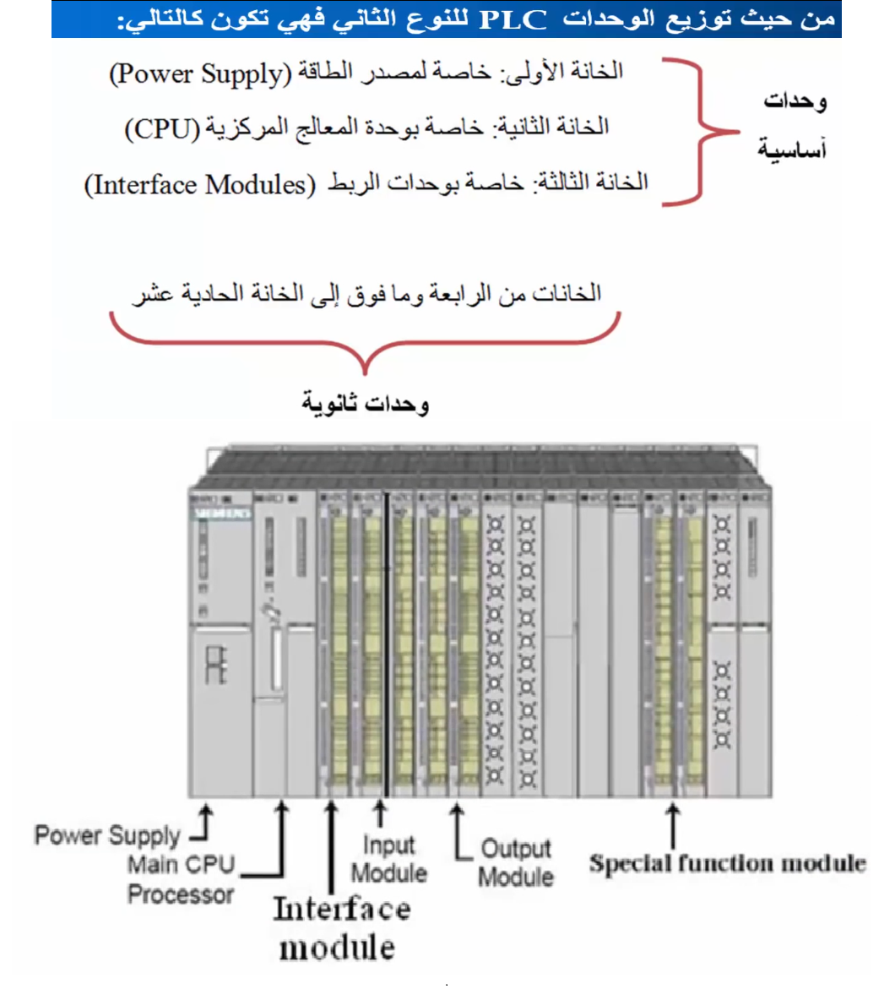 من حيث توزيع الوحدات PLC للنوع الثاني فهي تكون كالتالي:
الخانة الأولى: خاصة لمصدر الطاقة (Power Supply)
الخانة الثانية: خاصة بوحدة المعالج المركزية (CPU)
الخانة الثالثة: خاصة بوحدات الربط (Interface Modules)
وحدات
أساسية
الخانات من الرابعة وما فوق إلى الخانة الحادية عشر
وحدات ثانوية
SIEMENS
Power Supply
Main CPU
Processor
Interface
module
Input
Module
Output
Module
Special function module